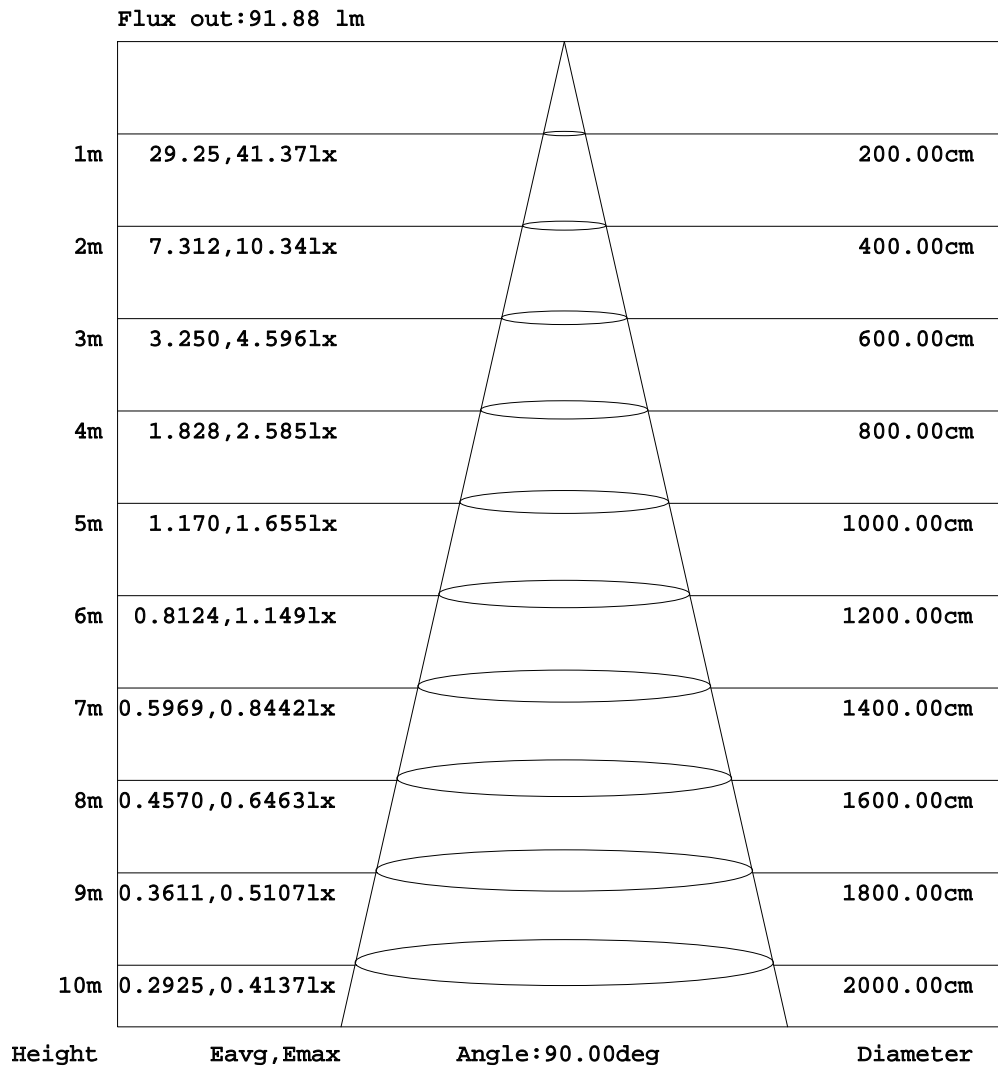 Flux out:91.88 lm
1m 29.25,41.37lx 200.00cm
2m 7.312,10.34lx 400.00cm
3m 3.250,4.596lx 600.00cm
4m 1.828,2.585lx 800.00cm
5m 1.170,1.655lx 1000.00cm
6m 0.8124,1.149lx 1200.00cm
7m 0.5969,0.8442lx 1400.00cm
8m 0.4570,0.6463lx 1600.00cm
9m 0.3611,0.5107lx 1800.00cm
10m 0.2925,0.4137lx 2000.00cm
Height Eavg,Emax Angle:90.00deg Diameter